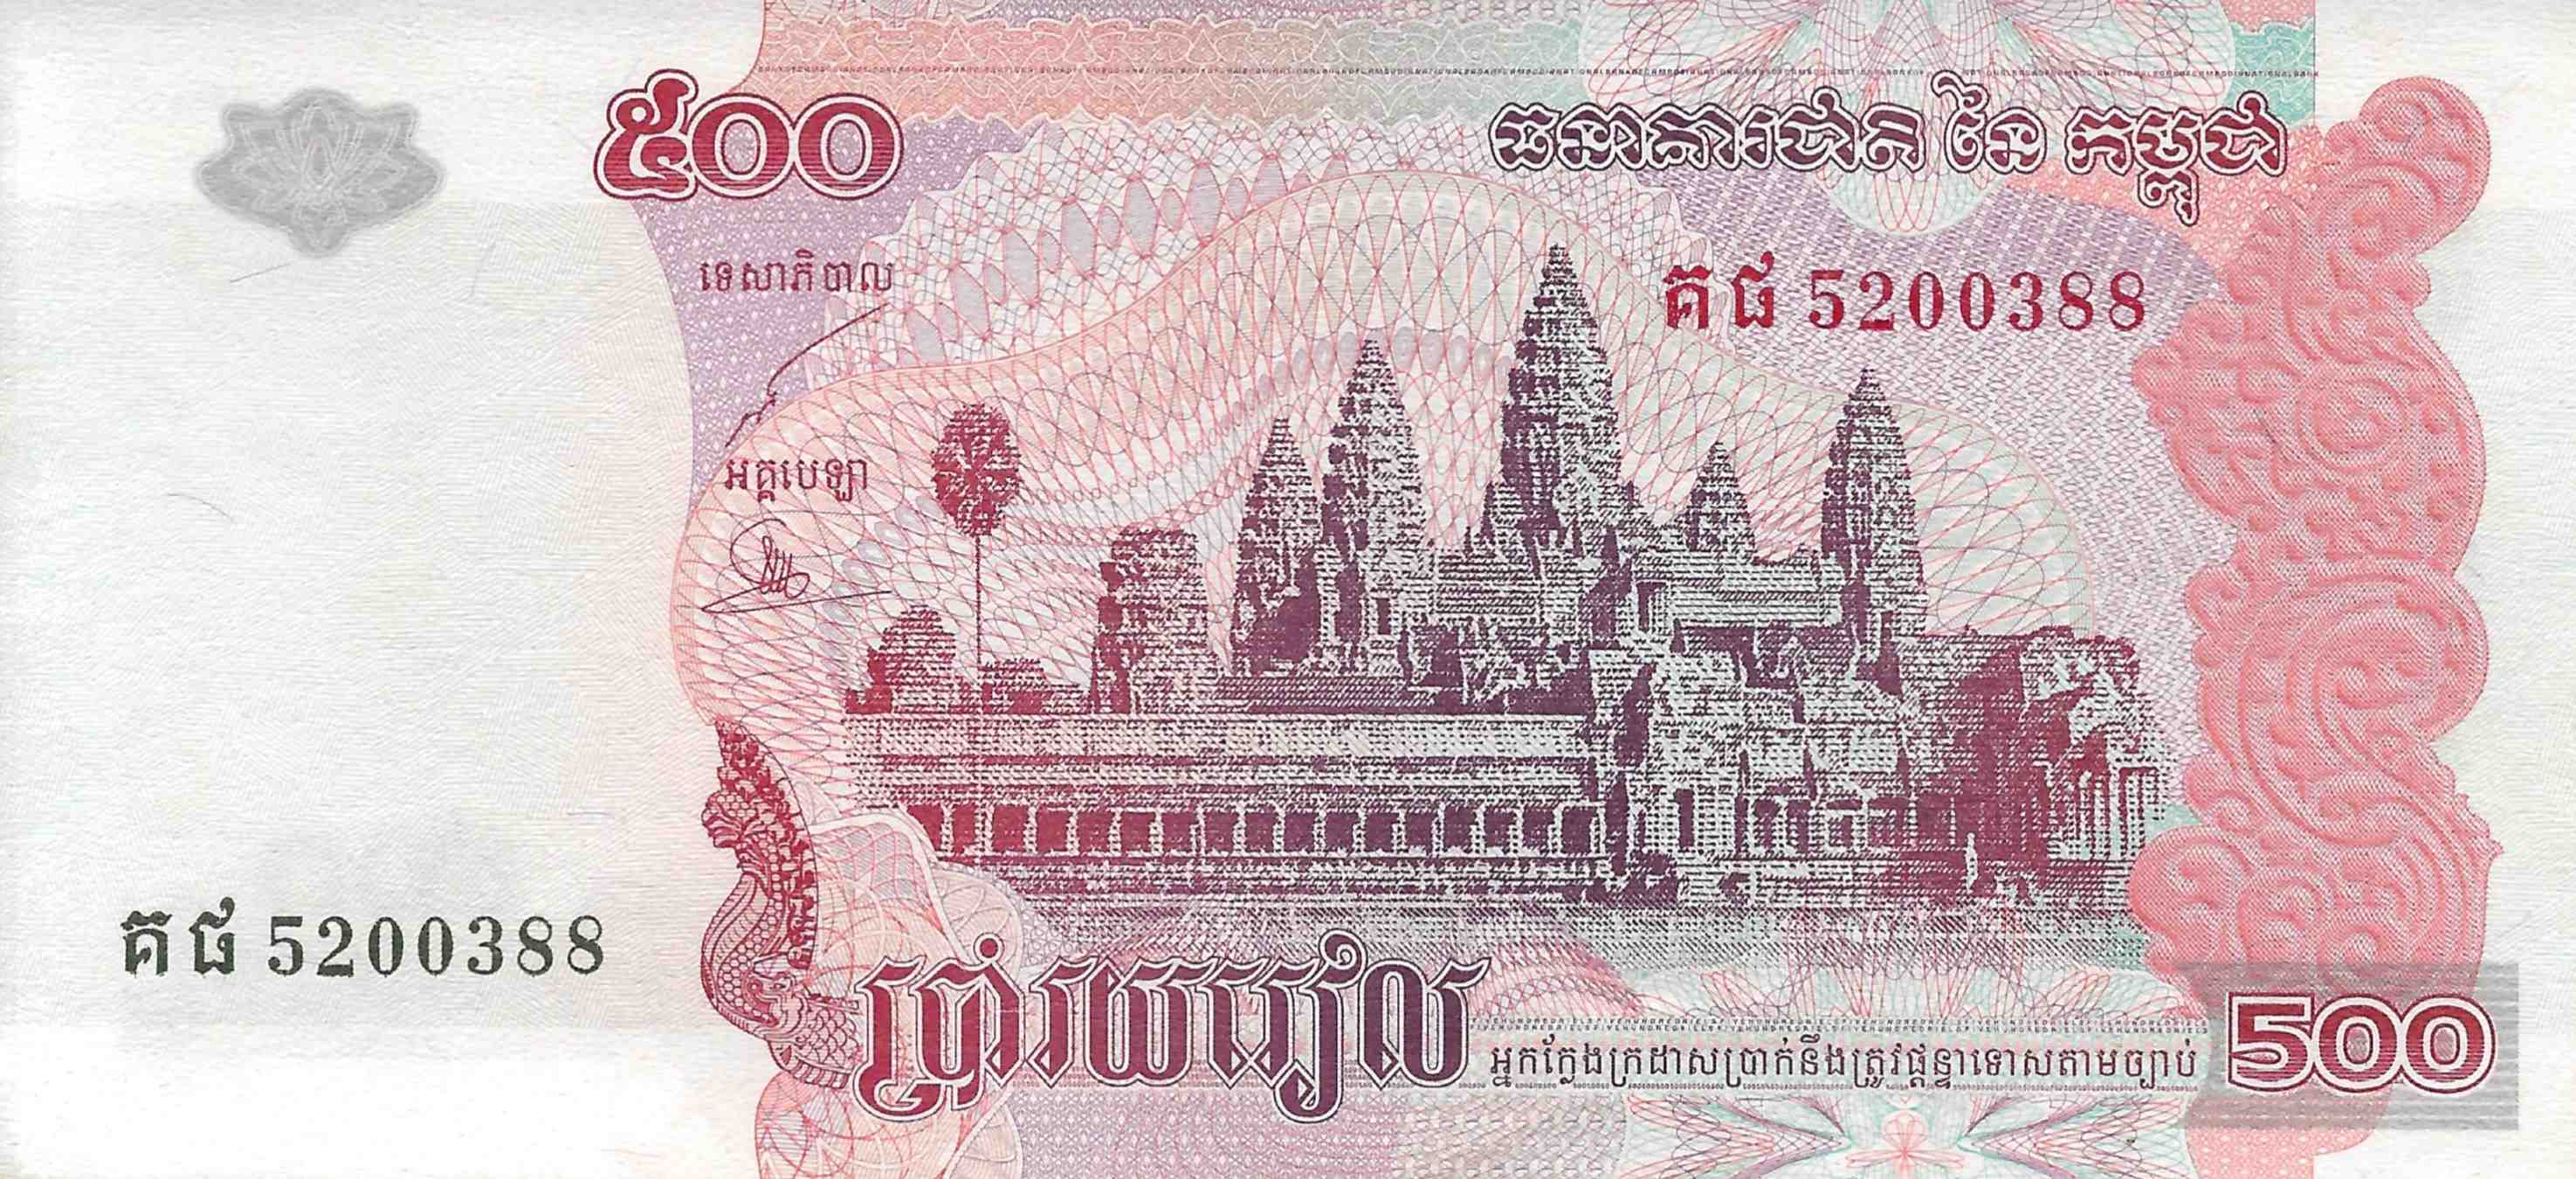 ៥០០
ធនាគារជាតិ នៃ កម្ពុជា
ទេសាភិបាល
គផ 5200388
អគ្គបេឡា
គផ 5200388
ប្រាំរយរៀល
អ្នកក្លែងក្រដាសប្រាក់នឹងត្រូវផ្តន្ទាទោសតាមច្បាប់
500